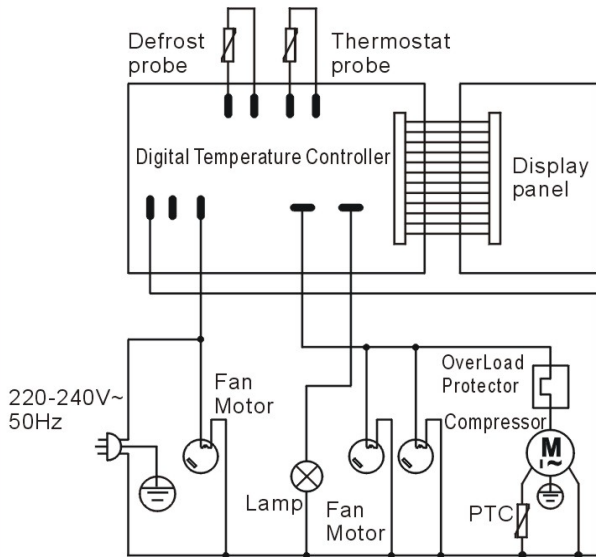 Defrost
probe
Thermostat
probe
Digital Temperature Controller
Display
panel
220-240V~
50Hz
Fan
Motor
Lamp
Fan
Motor
OverLoad
Protector
Compressor
M
1~
PTC